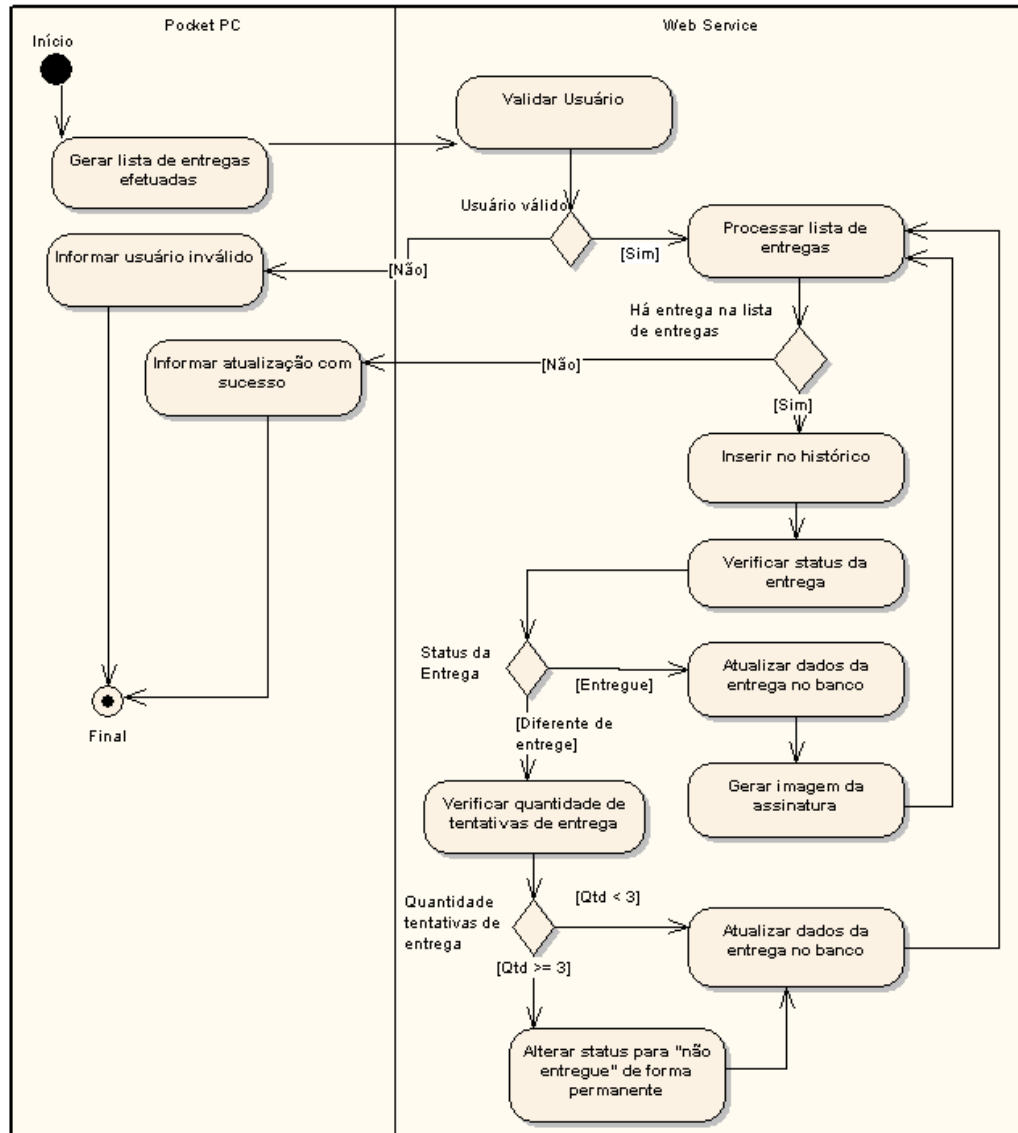 Pocket PC
Web Service
Início
Validar Usuário
Gerar lista de entregas
efetuadas
Usuário válido
Processar lista de
entregas
Informar usuário inválido
[Não]
[Sim]
Há entrega na lista
de entregas
Informar atualização com
sucesso
[Não]
[Sim]
Inserir no histórico
Verificar status da
entrega
Status da
Entrega
[Entregue]
Atualizar dados da
entrega no banco
Final
[Diferente de
entrege]
Verificar quantidade de
tentativas de entrega
Gerar imagem da
assinatura
Quantidade
tentativas de
entrega
[Qtd < 3]
Atualizar dados da
entrega no banco
[Qtd >= 3]
Alterar status para "não
entregue" de forma
permanente